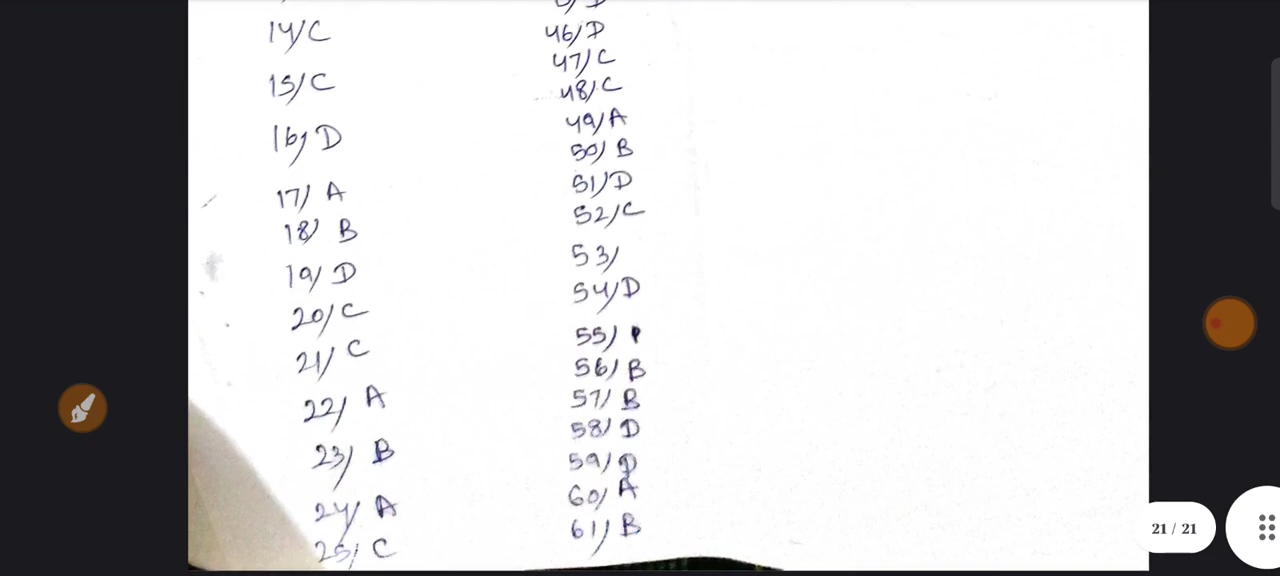 14/ C
15/ C
16/ D
17/ A
18/ B
19/ D
20/ C
21/ C
22/ A
23/ B
24/ A
25/ C
46/ D
47/ C
48/ C
49/ A
50/ B
51/ D
52/ C
53/
54/ D
55/
56/ B
57/ B
58/ D
59/ D
60/ A
61/ B
21 / 21